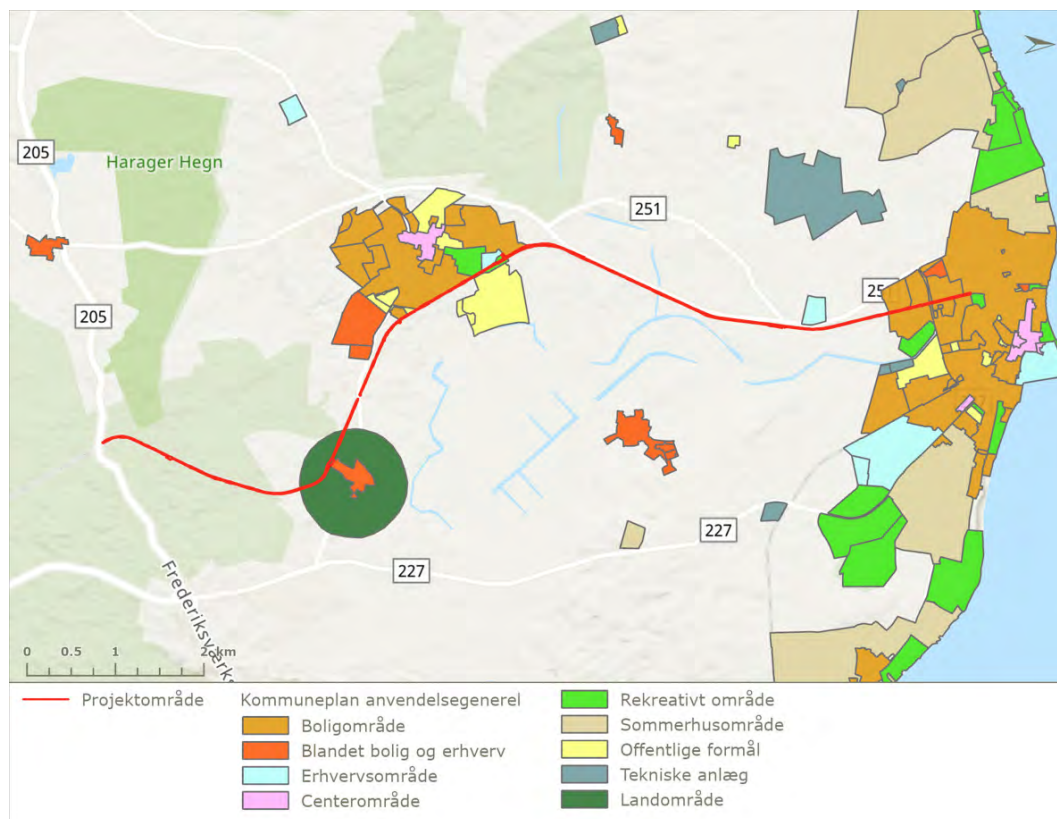 205
Harager Hegn
251
205
25
227
227
Frederiksværks
0 0.5 1 2 km
Projektområde
Kommuneplan anvendelsegenerel
Boligområde
Blandet bolig og erhverv
Erhvervsområde
Centerområde
Rekreativt område
Sommerhusområde
Offentlige formål
Tekniske anlæg
Landområde